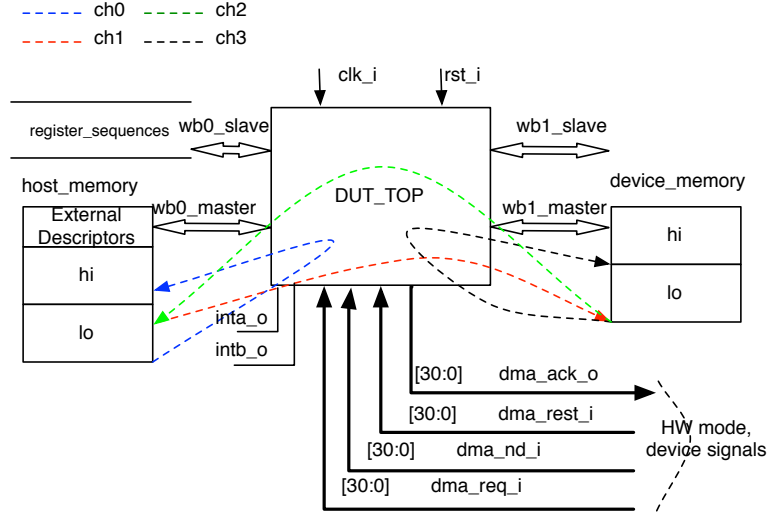 ch0
ch2
ch1
ch3
clk_i
rst_i
register_sequences
wb0_slave
wb1_slave
host_memory
device_memory
DUT_TOP
External
Descriptors
wb0_master
wb1_master
hi
lo
hi
lo
inta_o
intb_o
[30:0] dma_ack_o
[30:0] dma_rest_i
[30:0] dma_nd_i
[30:0] dma_req_i
HW mode,
device signals